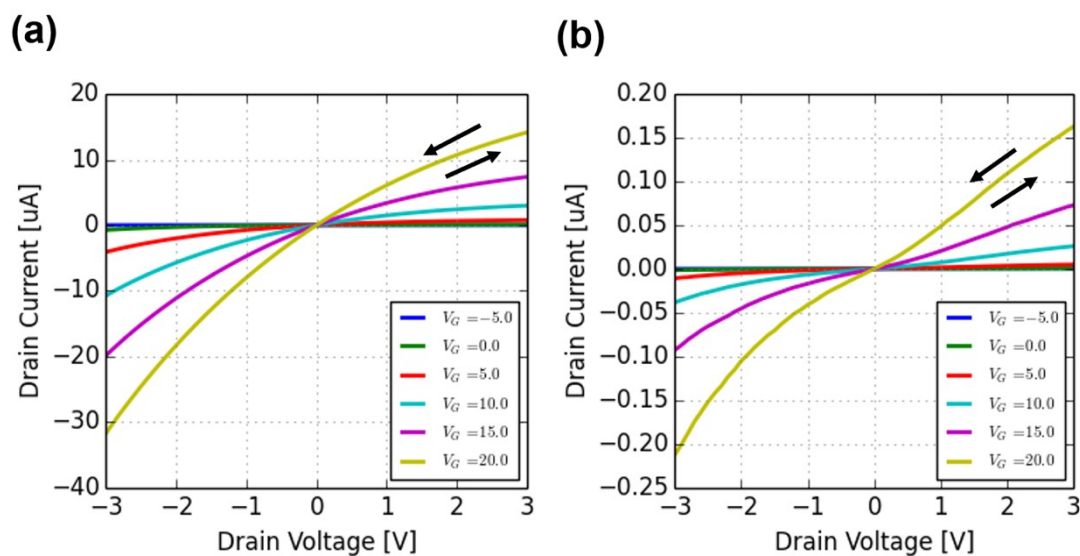 (a)
20
10
0
−10
−20
−30
−40
−3 −2 −1 0 1 2 3
Drain Current [uA]
Drain Voltage [V]
V_G =−5.0
V_G =0.0
V_G =5.0
V_G =10.0
V_G =15.0
V_G =20.0
(b)
0.20
0.15
0.10
0.05
0.00
−0.05
−0.10
−0.15
−0.20
−0.25
−3 −2 −1 0 1 2 3
Drain Current [uA]
Drain Voltage [V]
V_G =−5.0
V_G =0.0
V_G =5.0
V_G =10.0
V_G =15.0
V_G =20.0